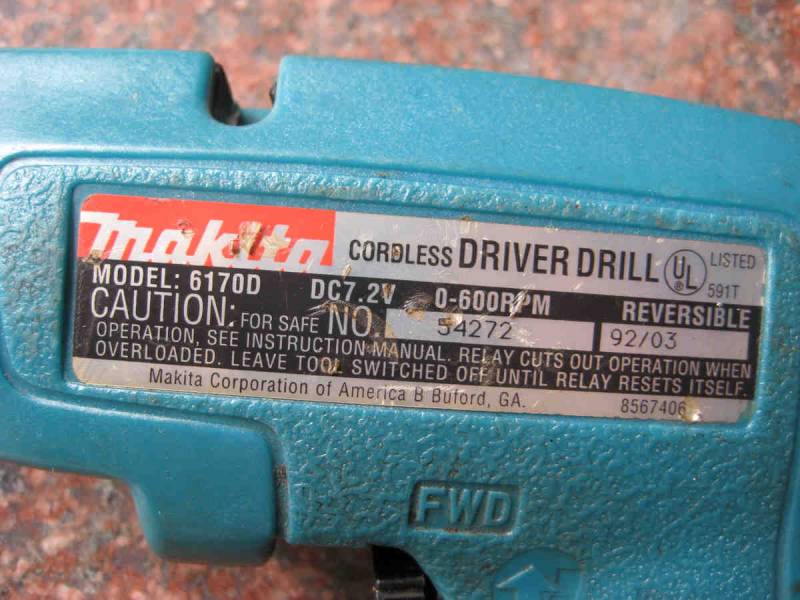 makita CORDLESS DRIVER DRILL UL ® LISTED 591T
MODEL: 6170D DC7.2V 0-600RPM REVERSIBLE
CAUTION: FOR SAFE NO. 54272 92/03
OPERATION, SEE INSTRUCTION MANUAL. RELAY CUTS OUT OPERATION WHEN
OVERLOADED. LEAVE TOOL SWITCHED OFF UNTIL RELAY RESETS ITSELF.
Makita Corporation of America B Buford, GA. 8567406
FWD